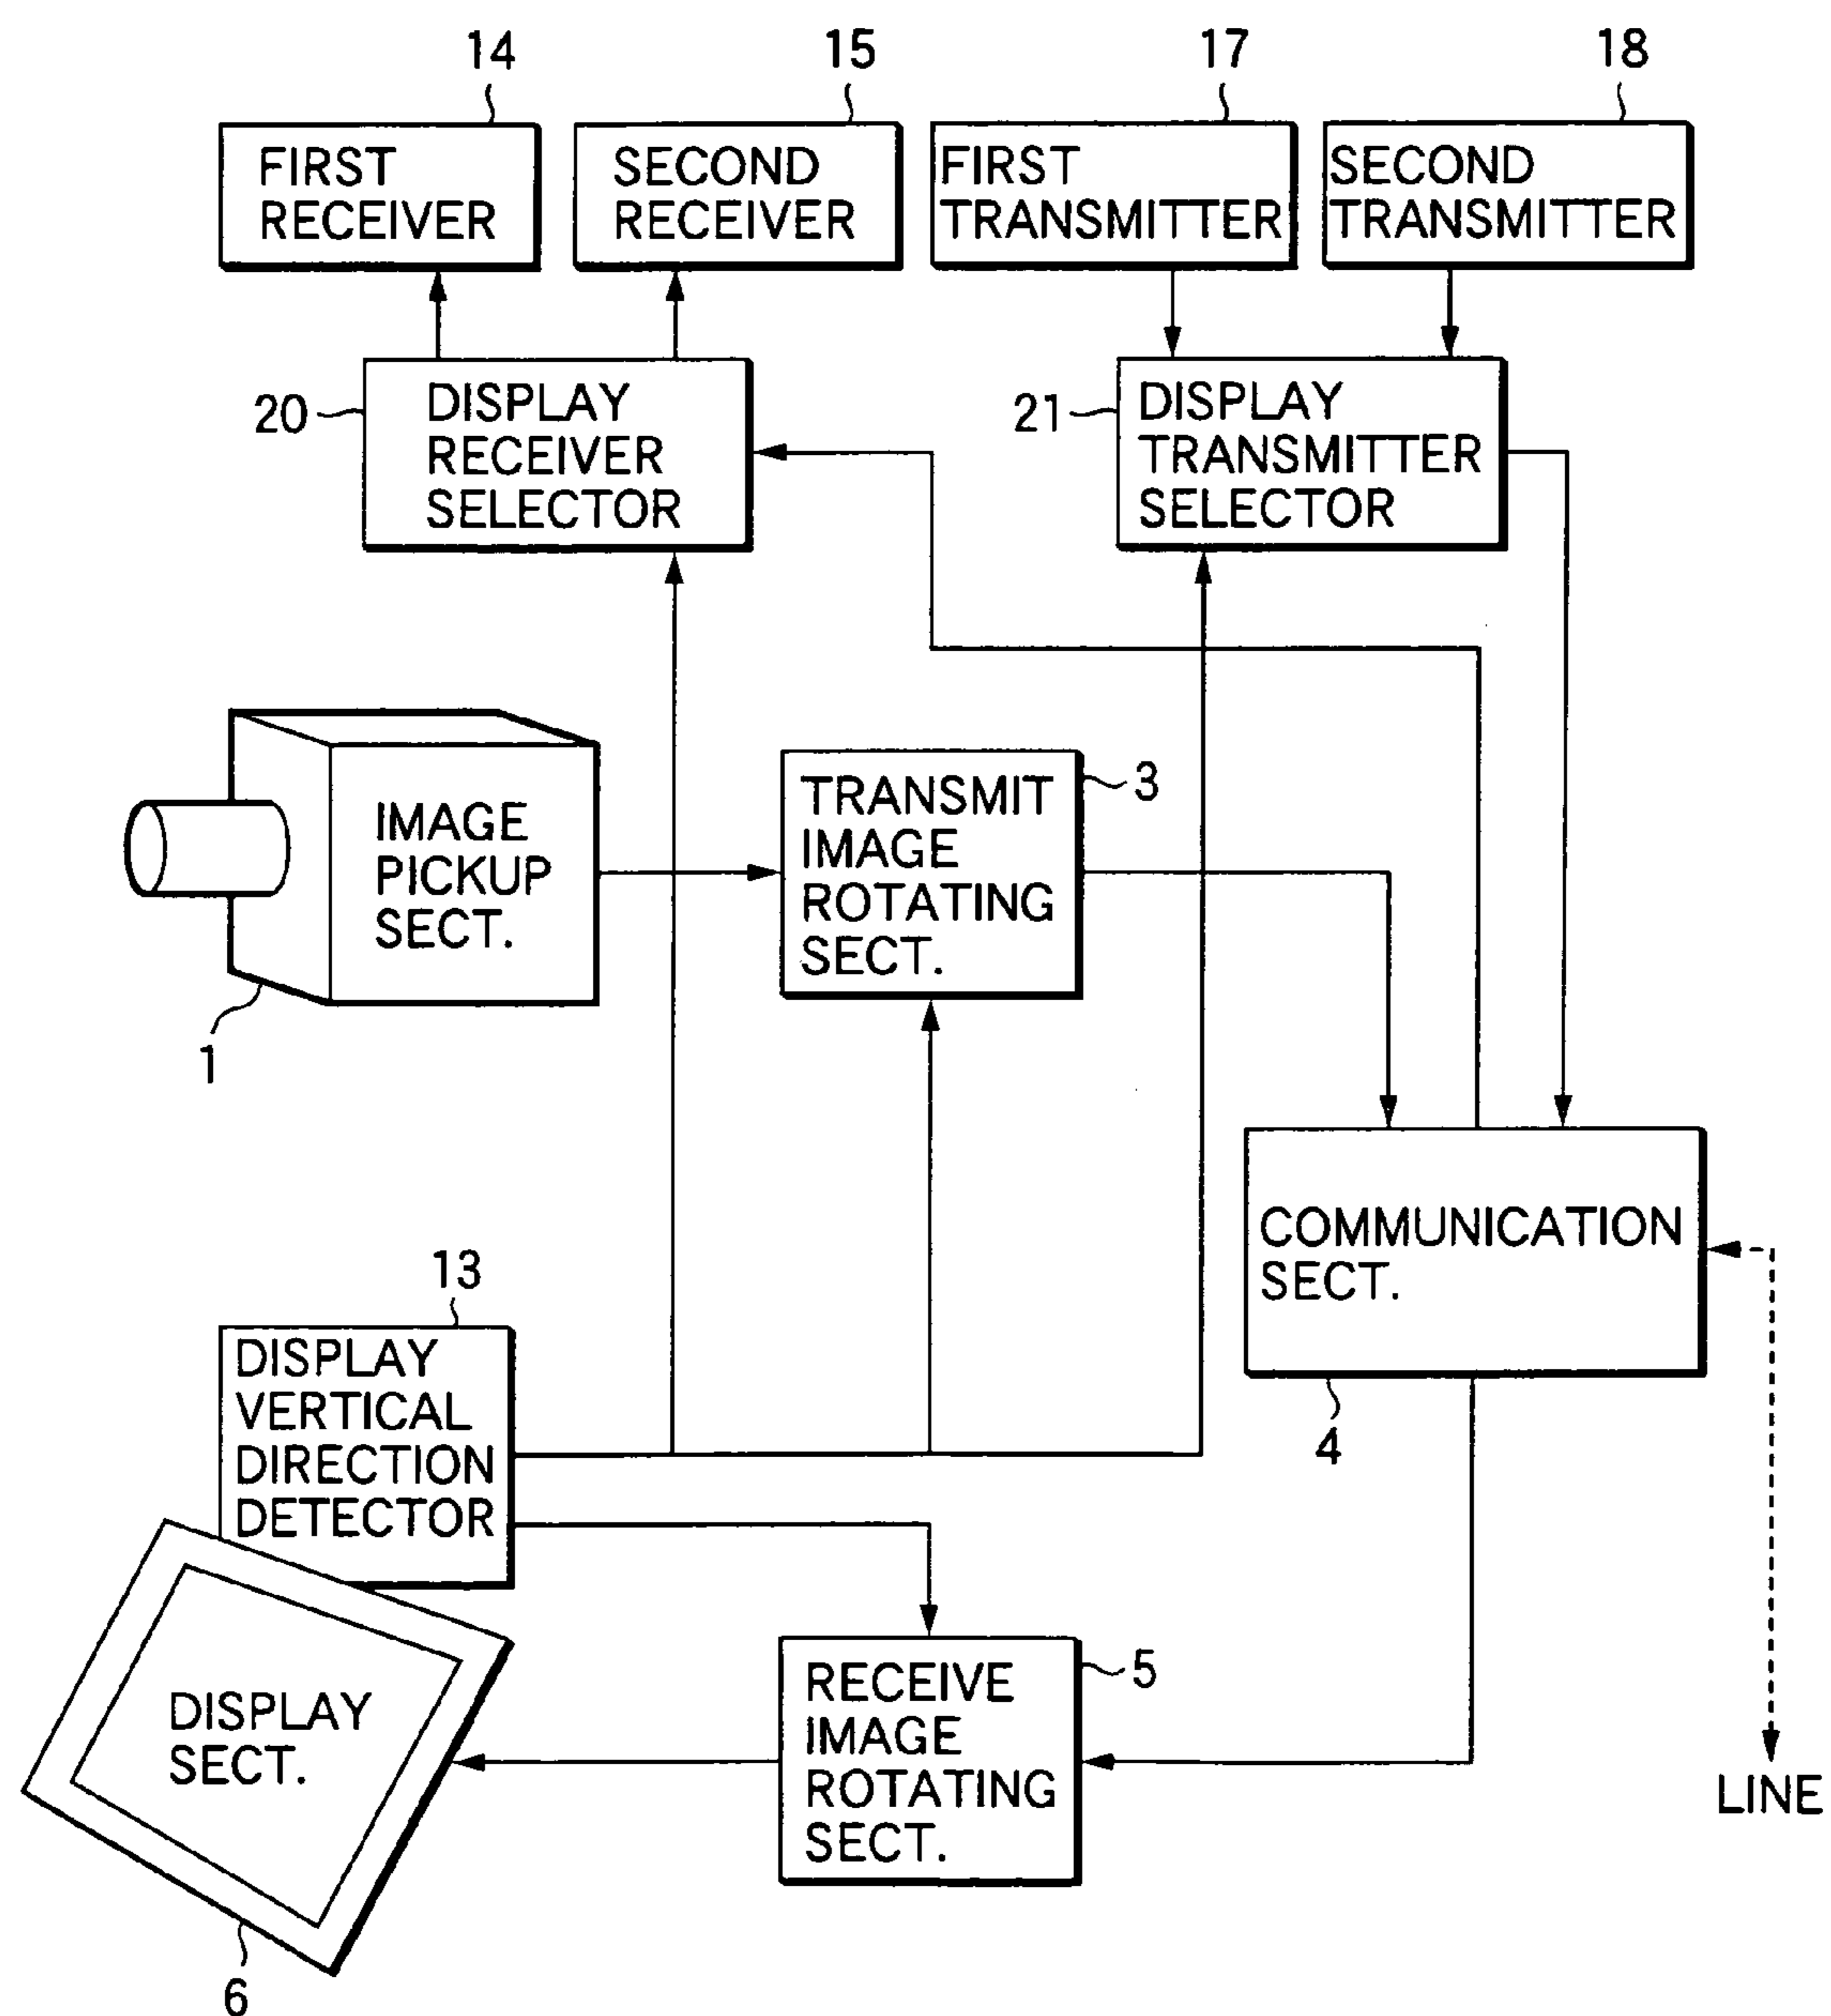 14
15
17
18
FIRST
RECEIVER
SECOND
RECEIVER
FIRST
TRANSMITTER
SECOND
TRANSMITTER
20
DISPLAY
RECEIVER
SELECTOR
21
DISPLAY
TRANSMITTER
SELECTOR
IMAGE
PICKUP
SECT.
1
TRANSMIT
IMAGE
ROTATING
SECT.
3
COMMUNICATION
SECT.
4
13
DISPLAY
VERTICAL
DIRECTION
DETECTOR
DISPLAY
SECT.
6
RECEIVE
IMAGE
ROTATING
SECT.
5
LINE